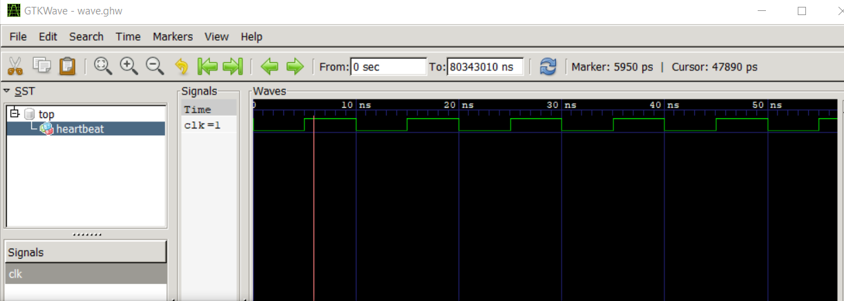 GTKWave - wave.ghw
File Edit Search Time Markers View Help
From: 0 sec To: 80343010 ns Marker: 5950 ps | Cursor: 47890 ps
SST
top
heartbeat
Signals
clk
Signals
Time
clk=1
Waves
0 10 ns 20 ns 30 ns 40 ns 50 ns